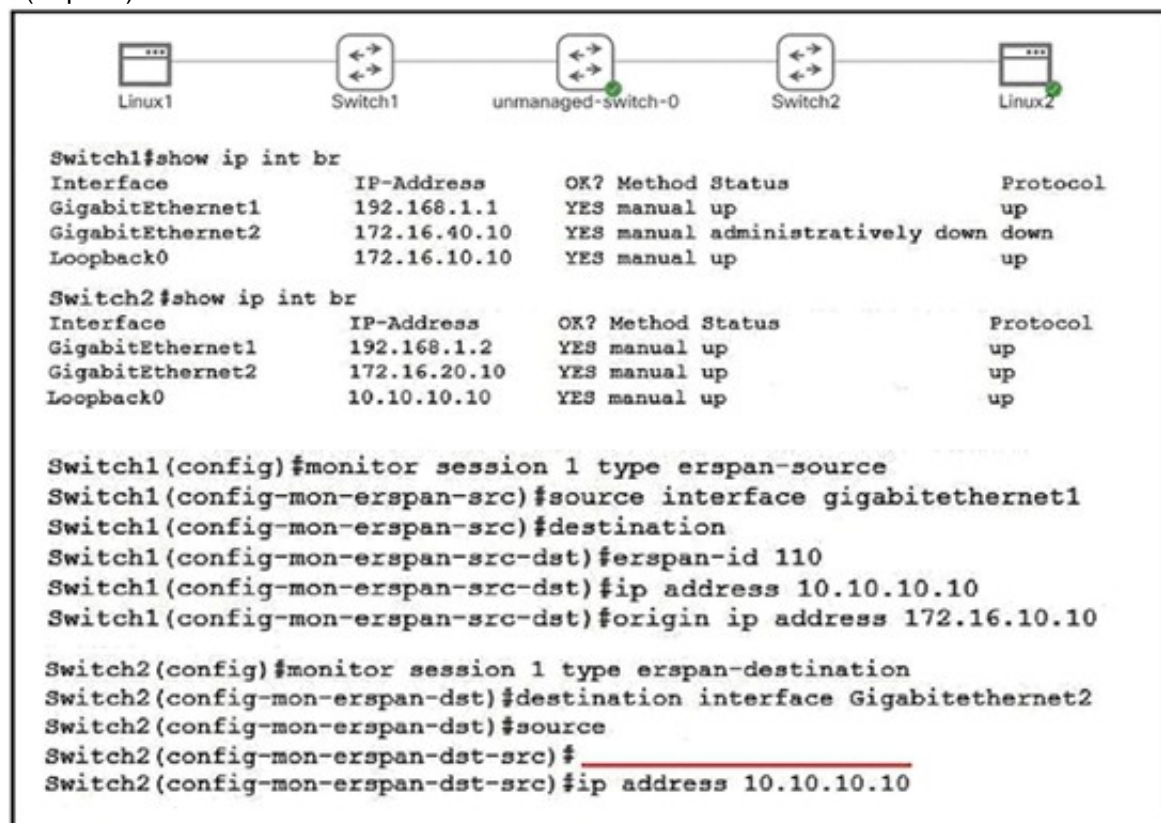 Linux1 Switch1 unmanaged-switch-0 Switch2 Linux2
Switch1#show ip int br
Interface IP-Address OK? Method Status Protocol
GigabitEthernet1 192.168.1.1 YES manual up up
GigabitEthernet2 172.16.40.10 YES manual administratively down down
Loopback0 172.16.10.10 YES manual up up
Switch2#show ip int br
Interface IP-Address OK? Method Status Protocol
GigabitEthernet1 192.168.1.2 YES manual up up
GigabitEthernet2 172.16.20.10 YES manual up up
Loopback0 10.10.10.10 YES manual up up
Switch1(config)#monitor session 1 type erspan-source
Switch1(config-mon-erspan-src)#source interface gigabitethernet1
Switch1(config-mon-erspan-src)#destination
Switch1(config-mon-erspan-src-dst)#erspan-id 110
Switch1(config-mon-erspan-src-dst)#ip address 10.10.10.10
Switch1(config-mon-erspan-src-dst)#origin ip address 172.16.10.10
Switch2(config)#monitor session 1 type erspan-destination
Switch2(config-mon-erspan-dst)#destination interface Gigabitethernet2
Switch2(config-mon-erspan-dst)#source
Switch2(config-mon-erspan-dst-src)#
Switch2(config-mon-erspan-dst-src)#ip address 10.10.10.10